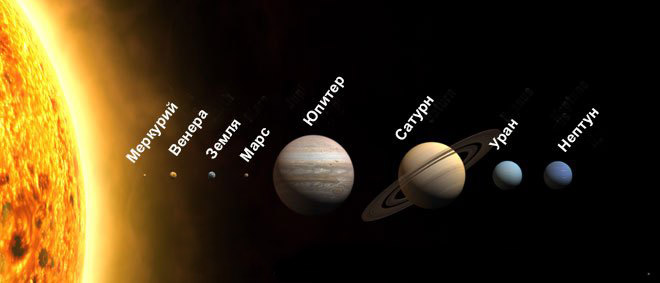 Меркурий
Венера
Земля
Марс
Юпитер
Сатурн
Уран
Нептун